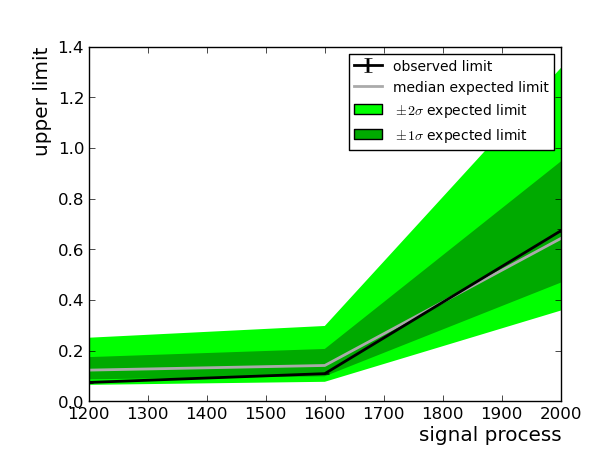 1.4
1.2
1.0
0.8
0.6
0.4
0.2
0.0
upper limit
observed limit
median expected limit
±2σ expected limit
±1σ expected limit
1200 1300 1400 1500 1600 1700 1800 1900 2000
signal process